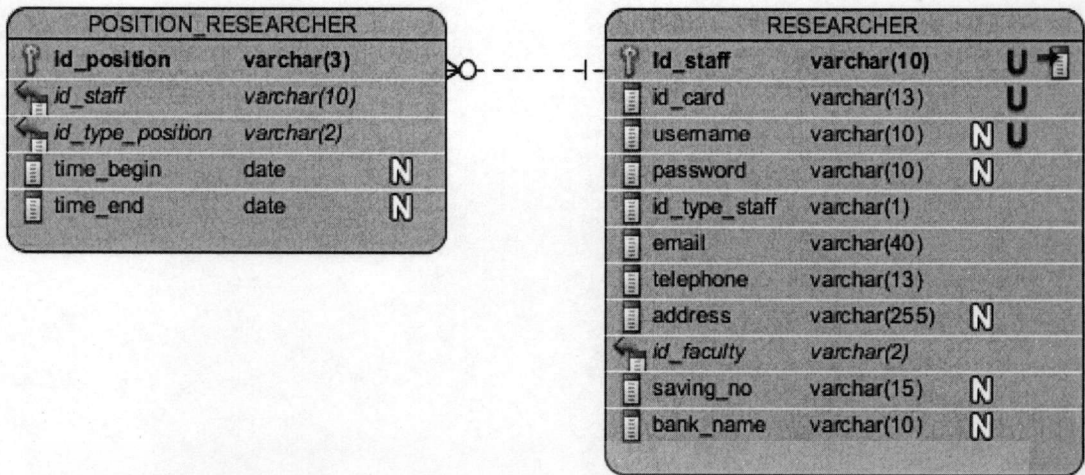 POSITION_RESEARCHER
id_position varchar(3)
id_staff varchar(10)
id_type_position varchar(2)
time_begin date N
time_end date N
RESEARCHER
Id_staff varchar(10) U
id_card varchar(13) U
username varchar(10) N U
password varchar(10) N
id_type_staff varchar(1)
email varchar(40)
telephone varchar(13)
address varchar(255) N
id_faculty varchar(2)
saving_no varchar(15) N
bank_name varchar(10) N